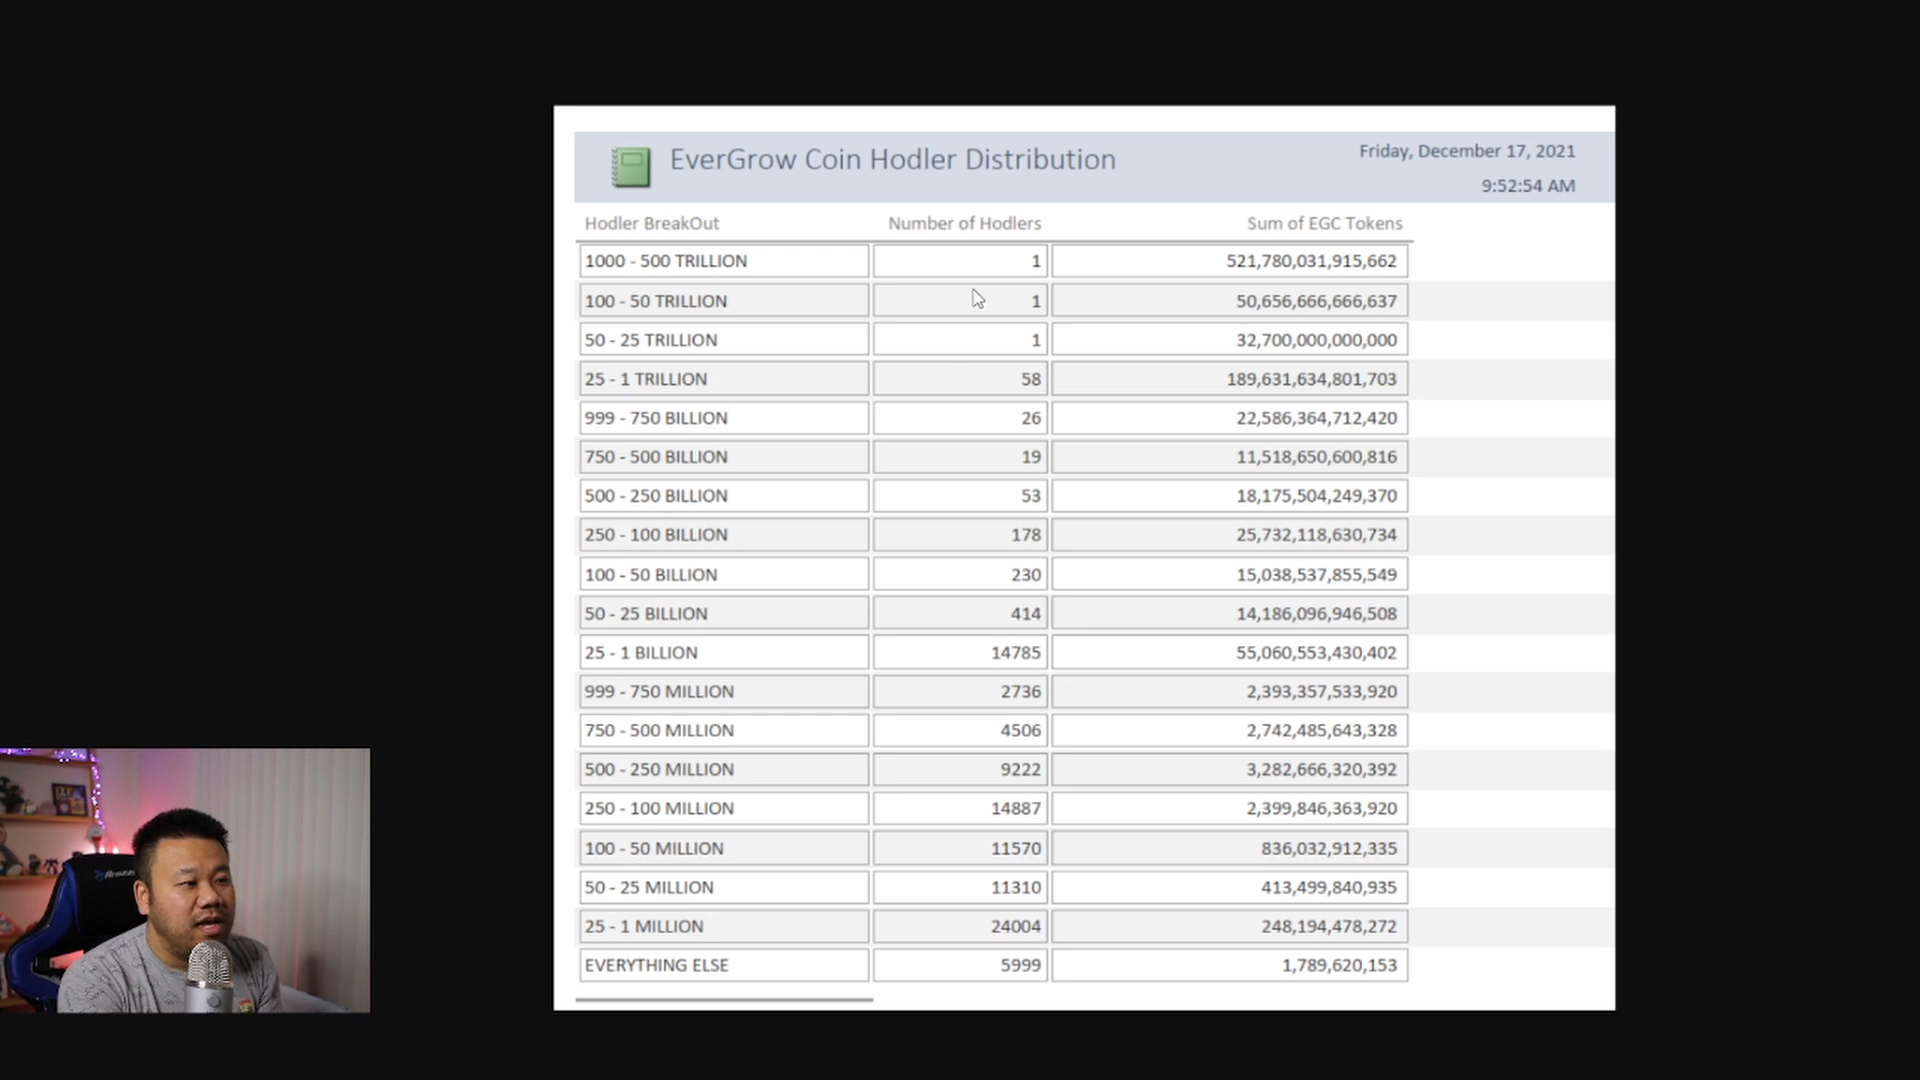 EverGrow Coin Hodler Distribution
Friday, December 17, 2021
9:52:54 AM
Hodler BreakOut Number of Hodlers Sum of EGC Tokens
1000 - 500 TRILLION 1 521,780,031,915,662
100 - 50 TRILLION 1 50,656,666,666,637
50 - 25 TRILLION 1 32,700,000,000,000
25 - 1 TRILLION 58 189,631,634,801,703
999 - 750 BILLION 26 22,586,364,712,420
750 - 500 BILLION 19 11,518,650,600,816
500 - 250 BILLION 53 18,175,504,249,370
250 - 100 BILLION 178 25,732,118,630,734
100 - 50 BILLION 230 15,038,537,855,549
50 - 25 BILLION 414 14,186,096,946,508
25 - 1 BILLION 14785 55,060,553,430,402
999 - 750 MILLION 2736 2,393,357,533,920
750 - 500 MILLION 4506 2,742,485,643,328
500 - 250 MILLION 9222 3,282,666,320,392
250 - 100 MILLION 14887 2,399,846,363,920
100 - 50 MILLION 11570 836,032,912,335
50 - 25 MILLION 11310 413,499,840,935
25 - 1 MILLION 24004 248,194,478,272
EVERYTHING ELSE 5999 1,789,620,153